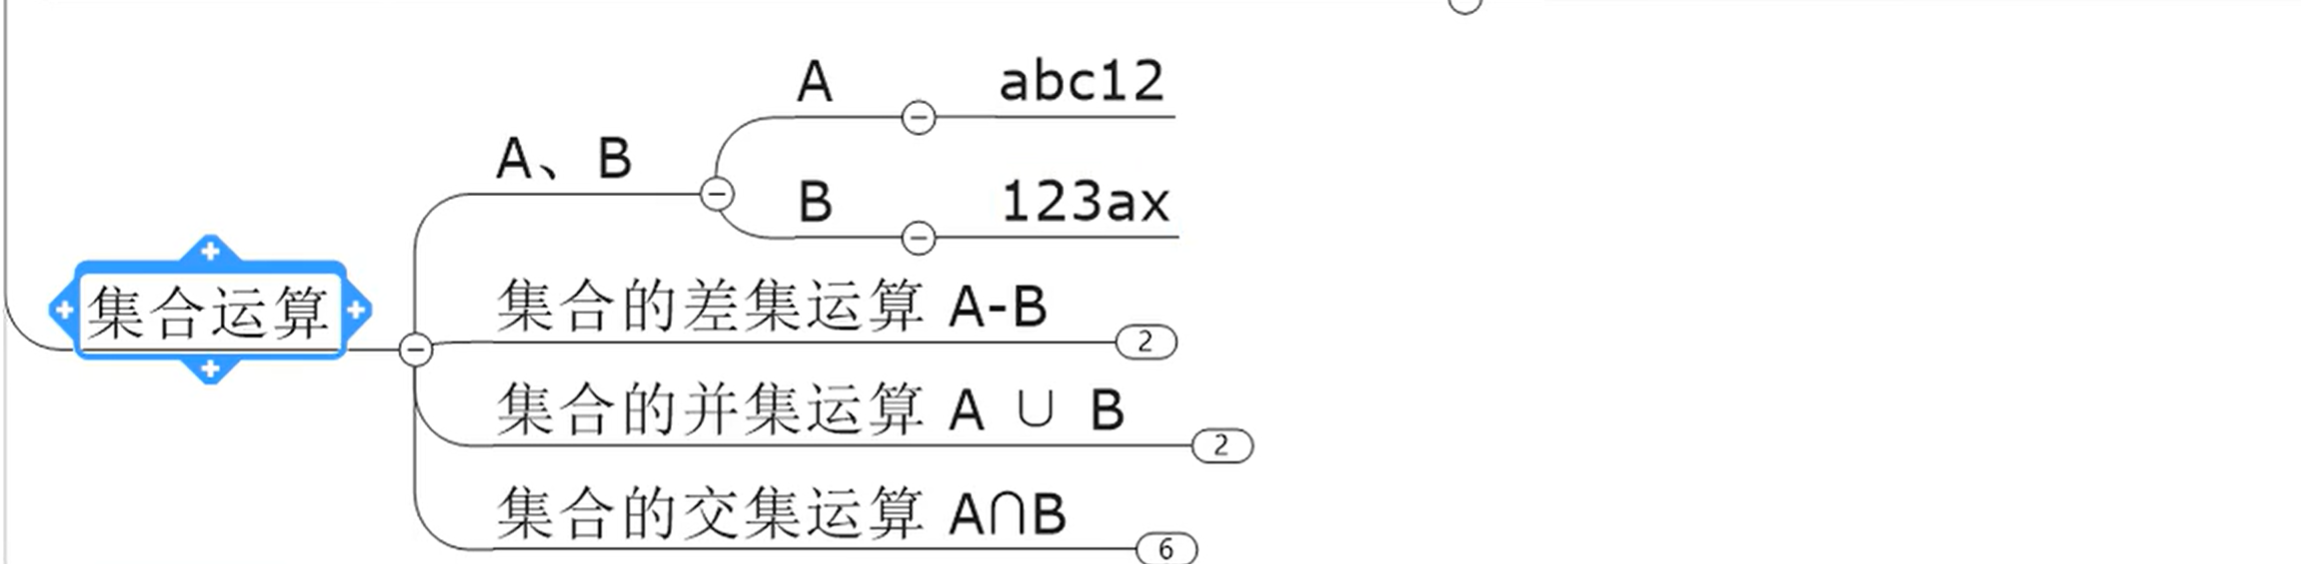 A
abc12
A、B
B
123ax
集合运算
集合的差集运算 A-B
2
集合的并集运算 A ∪ B
2
集合的交集运算 A∩B
6